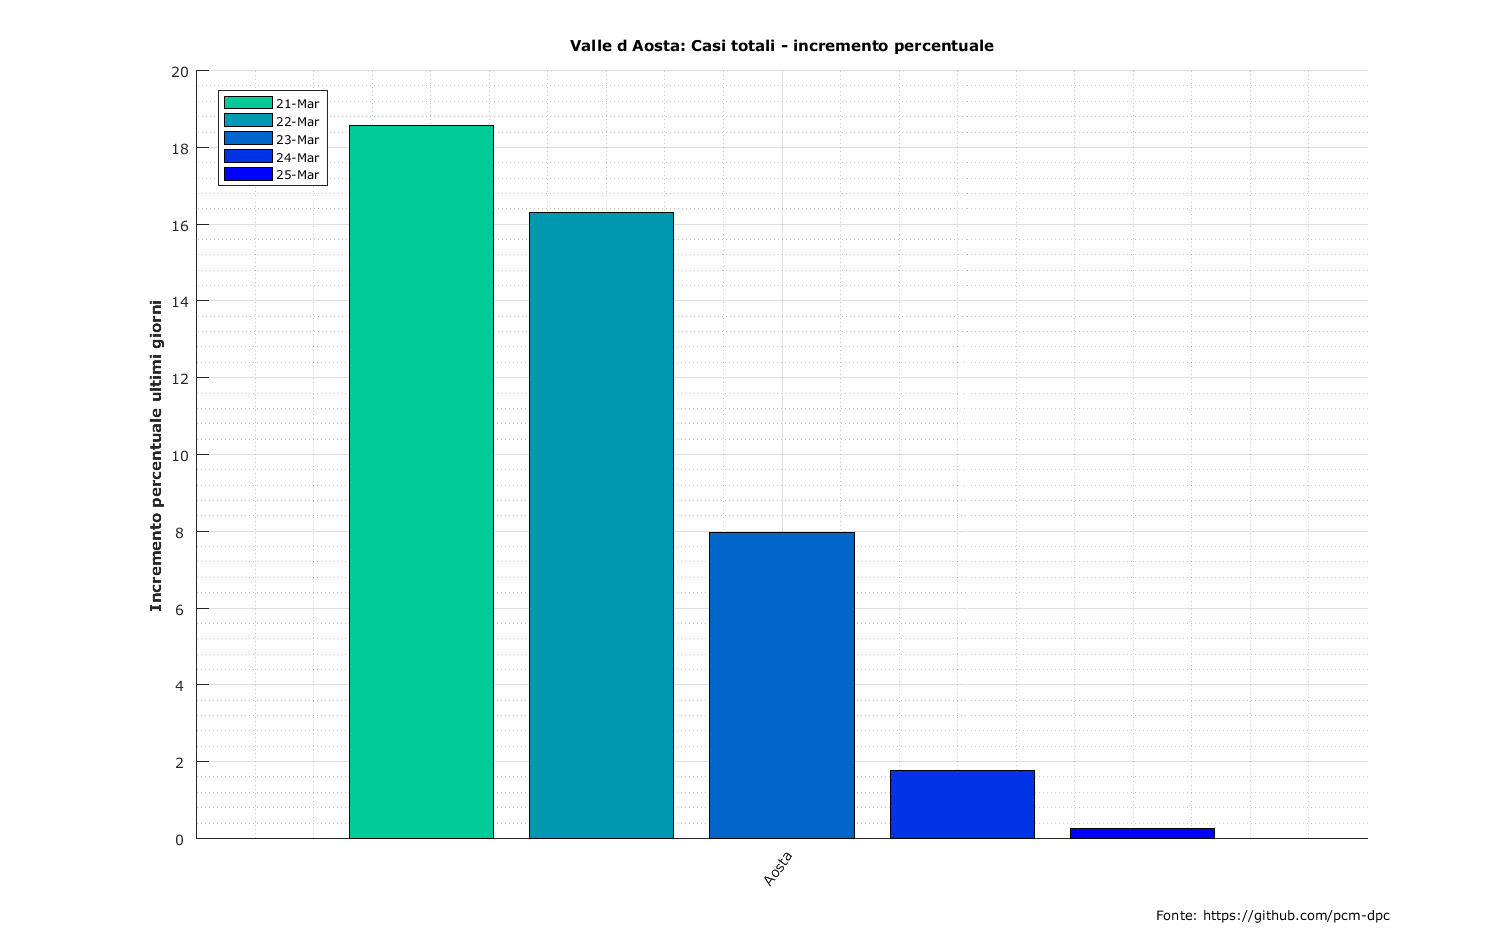 Valle d Aosta: Casi totali - incremento percentuale
20
21-Mar
22-Mar
23-Mar
24-Mar
25-Mar
18
16
14
12
10
8
6
4
2
0
Incremento percentuale ultimi giorni
Aosta
Fonte: https://github.com/pcm-dpc